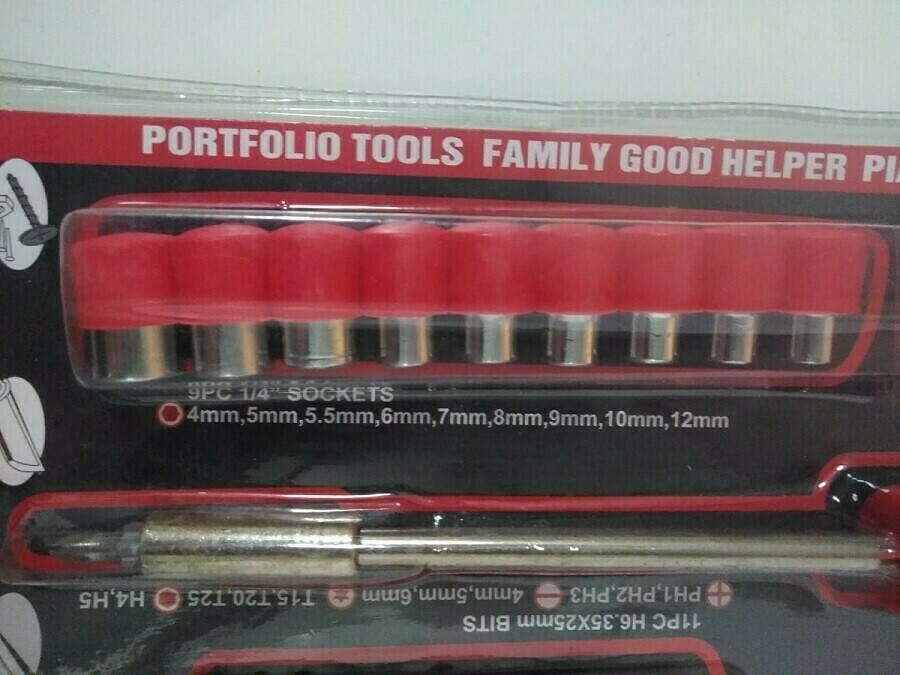 PORTFOLIO TOOLS FAMILY GOOD HELPER
9PC 1/4" SOCKETS
4mm,5mm,5.5mm,6mm,7mm,8mm,9mm,10mm,12mm
11PC H6.35X25mm BITS
PH1,PH2,PH3 4mm,5mm,6mm T15.T20.T25 H4,H5